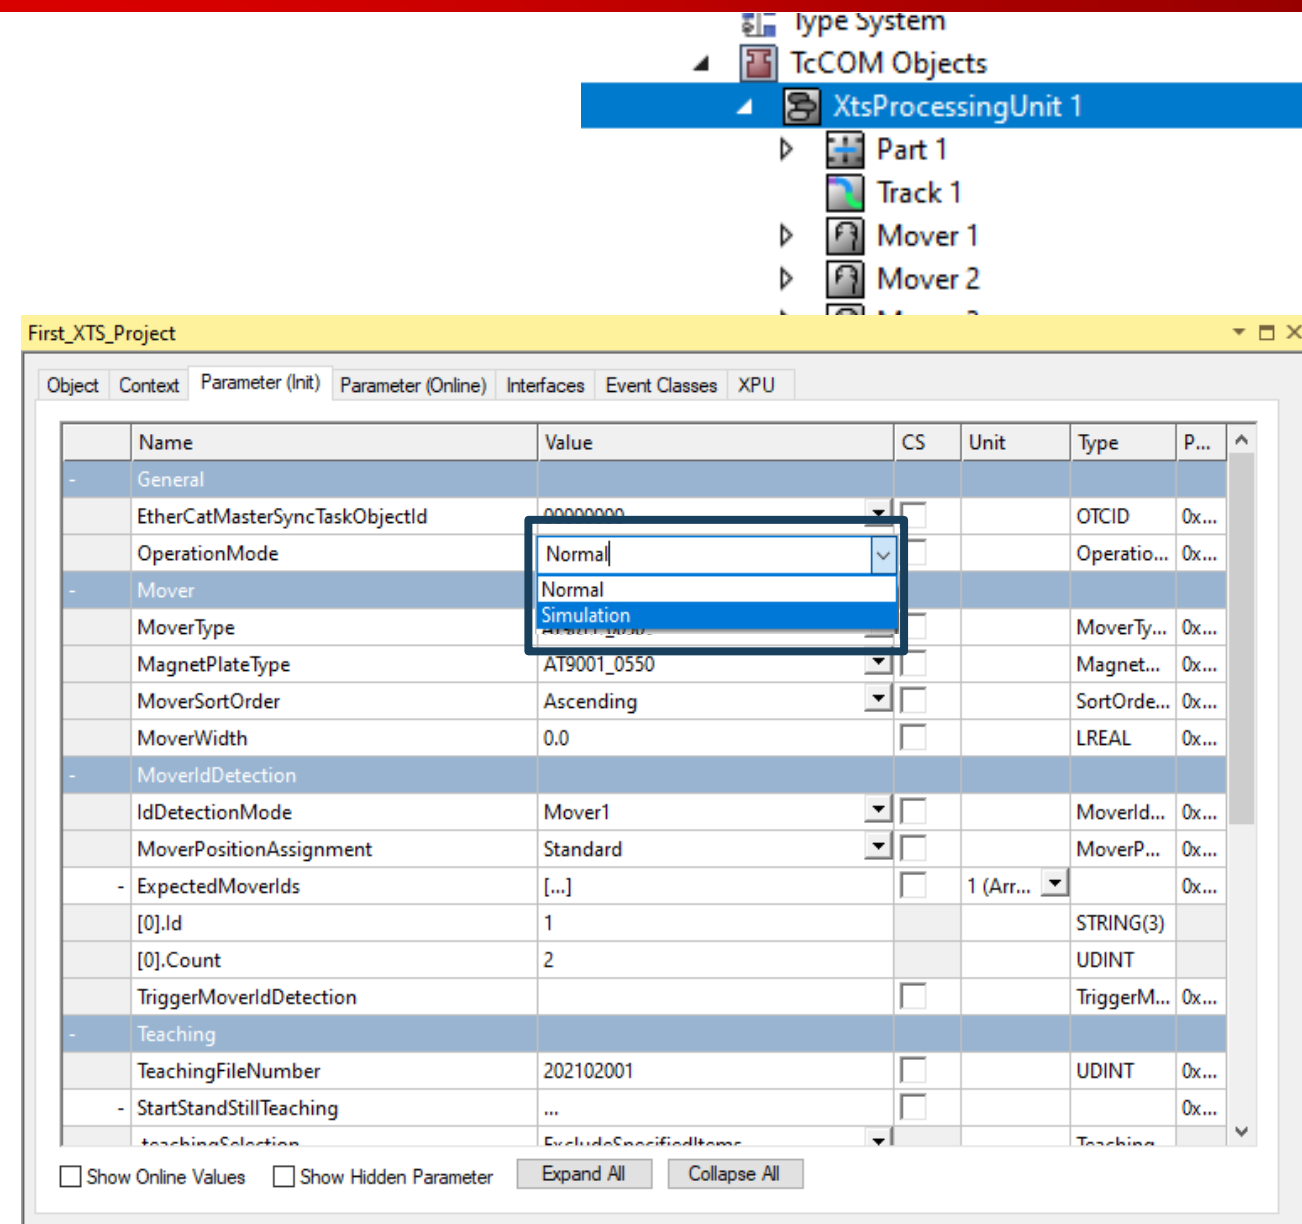 Type System
TcCOM Objects
XtsProcessingUnit 1
Part 1
Track 1
Mover 1
Mover 2
First_XTS_Project
Object Context Parameter (Init) Parameter (Online) Interfaces Event Classes XPU
Name Value CS Unit Type P...
- General
EtherCatMasterSyncTaskObjectId 00000000 OTCID 0x...
OperationMode Normal Operatio... 0x...
Normal
- Mover
Simulation
MoverType MoverTy... 0x...
MagnetPlateType AT9001_0550 Magnet... 0x...
MoverSortOrder Ascending SortOrde... 0x...
MoverWidth 0.0 LREAL 0x...
- MoverIdDetection
IdDetectionMode Mover1 MoverId... 0x...
MoverPositionAssignment Standard MoverP... 0x...
- ExpectedMoverIds [...] 1 (Arr... 0x...
[0].Id 1 STRING(3)
[0].Count 2 UDINT
TriggerMoverIdDetection TriggerM... 0x...
- Teaching
TeachingFileNumber 202102001 UDINT 0x...
- StartStandStillTeaching ... 0x...
.teachingSelection ExcludeSpecifiedItems Teaching
Show Online Values Show Hidden Parameter Expand All Collapse All